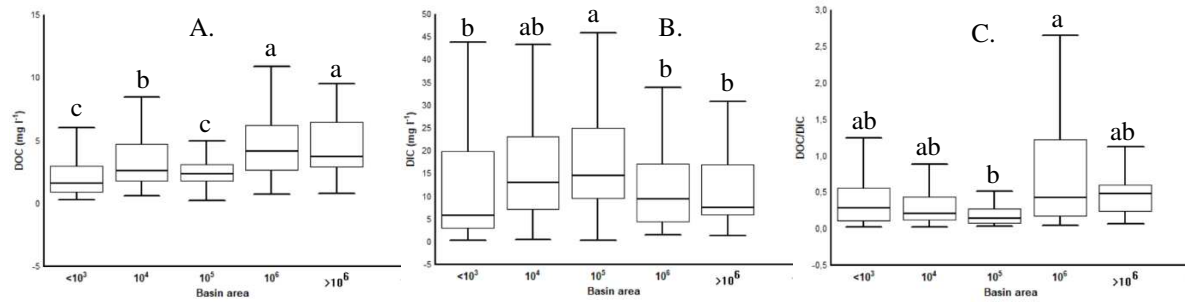 A.
15
10
5
0
-5
DOC (mg l⁻¹)
c
b
c
a
a
<10³
10⁴
10⁵
10⁶
>10⁶
Basin area
B.
50
45
40
35
30
25
20
15
10
5
0
-5
DIC (mg l⁻¹)
b
ab
a
b
b
<10³
10⁴
10⁵
10⁶
>10⁶
Basin area
C.
3,0
2,5
2,0
1,5
1,0
0,5
0,0
-0,5
DOC/DIC
ab
ab
b
a
ab
<10³
10⁴
10⁵
10⁶
>10⁶
Basin area